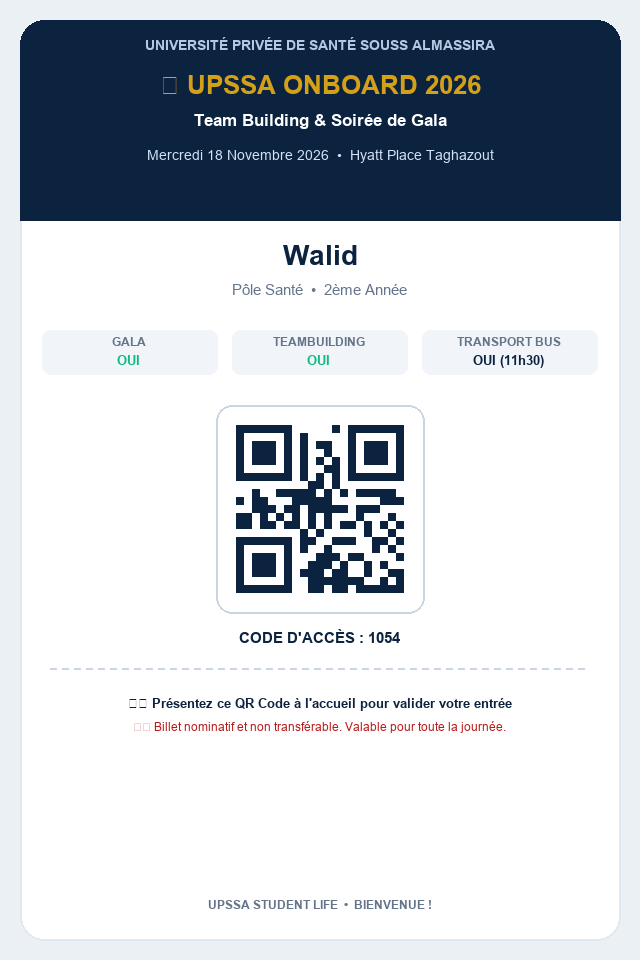 UNIVERSITÉ PRIVÉE DE SANTÉ SOUSS ALMASSIRA
UPSSA ONBOARD 2026
Team Building & Soirée de Gala
Mercredi 18 Novembre 2026 • Hyatt Place Taghazout
Walid
Pôle Santé • 2ème Année
GALA
OUI
TEAMBUILDING
OUI
TRANSPORT BUS
OUI (11h30)
CODE D'ACCÈS : 1054
Présentez ce QR Code à l'accueil pour valider votre entrée
Billet nominatif et non transférable. Valable pour toute la journée.
UPSSA STUDENT LIFE • BIENVENUE !